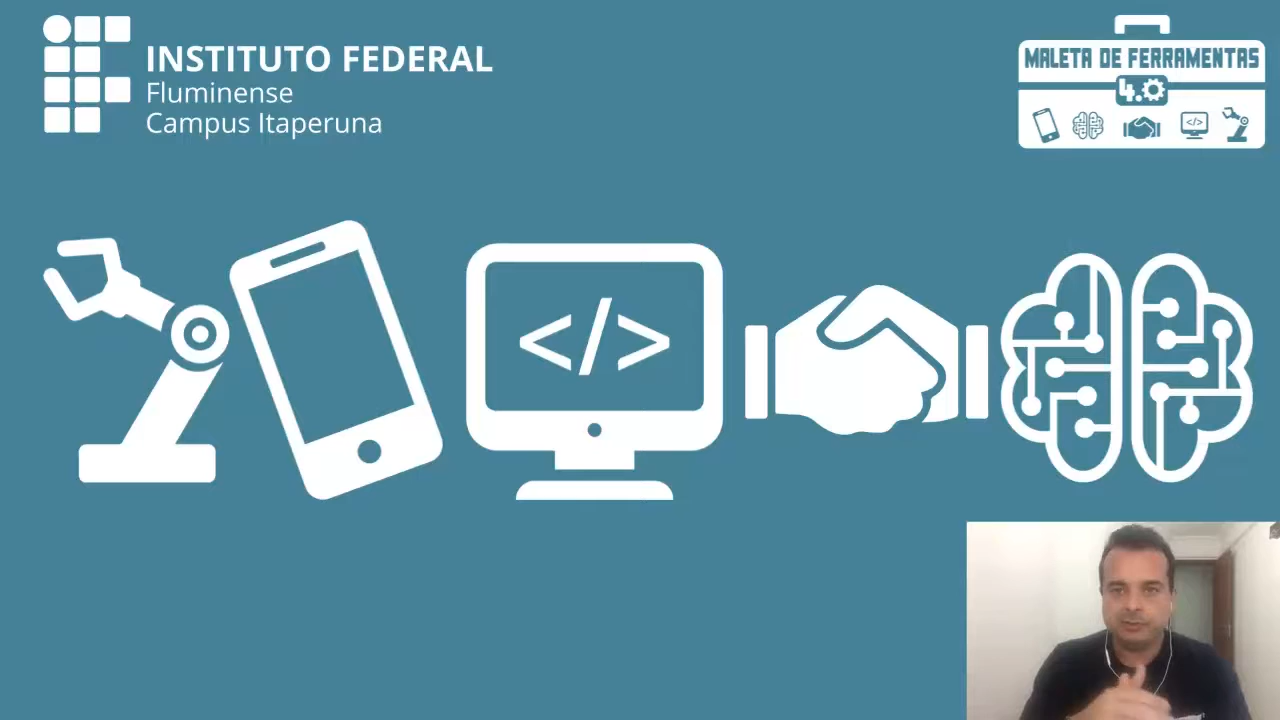 INSTITUTO FEDERAL
Fluminense
Campus Itaperuna
MALETA DE FERRAMENTAS
4.0
</>
</>